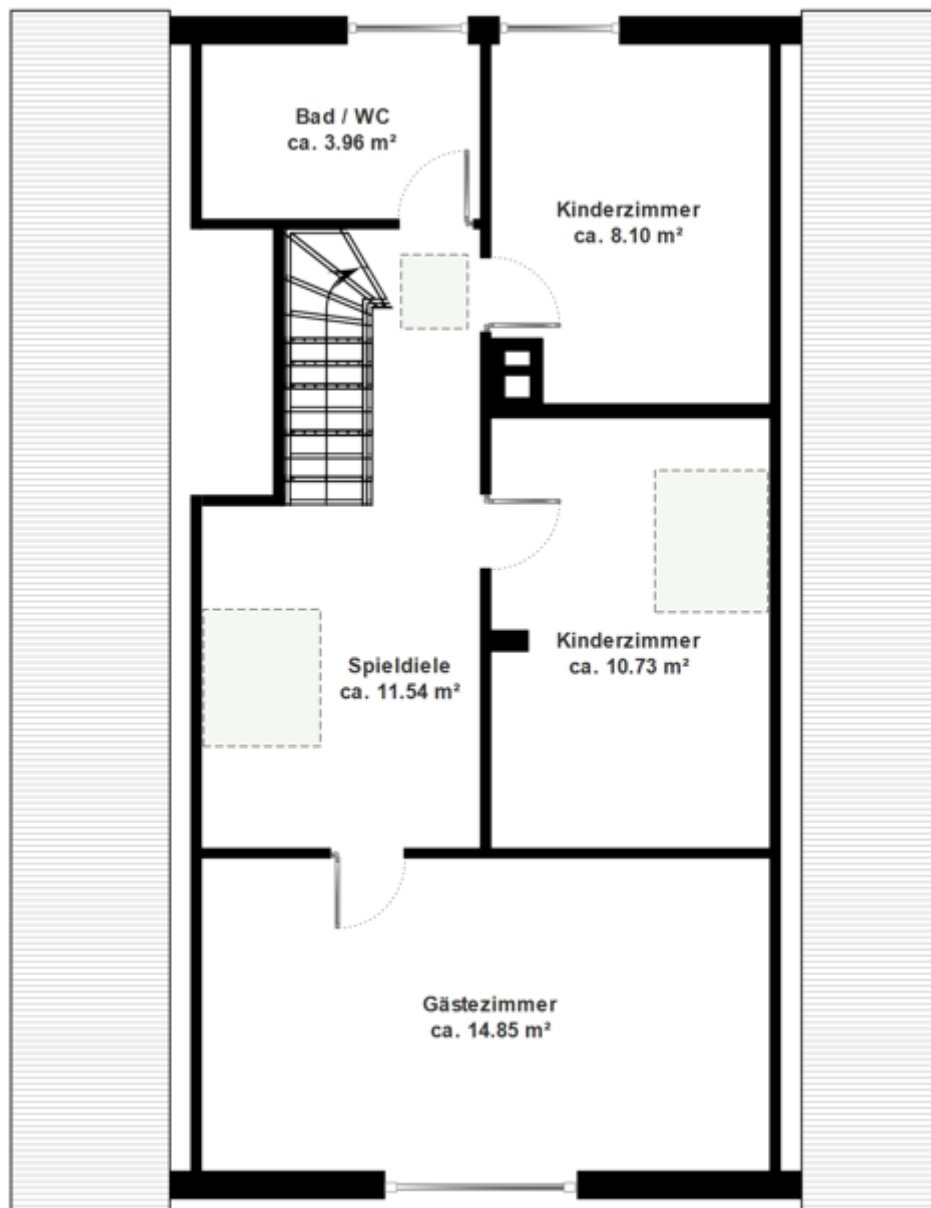 Bad / WC
ca. 3.96 m²
Kinderzimmer
ca. 8.10 m²
Kinderzimmer
ca. 10.73 m²
Spieldiele
ca. 11.54 m²
Gästezimmer
ca. 14.85 m²